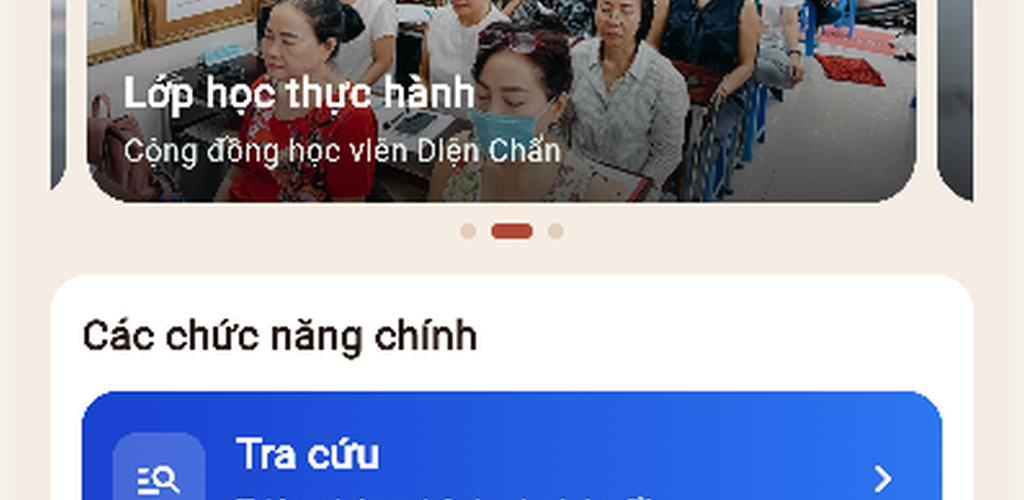 Lớp học thực hành
Cộng đồng học viên Diện Chẩn
Các chức năng chính
Tra cứu